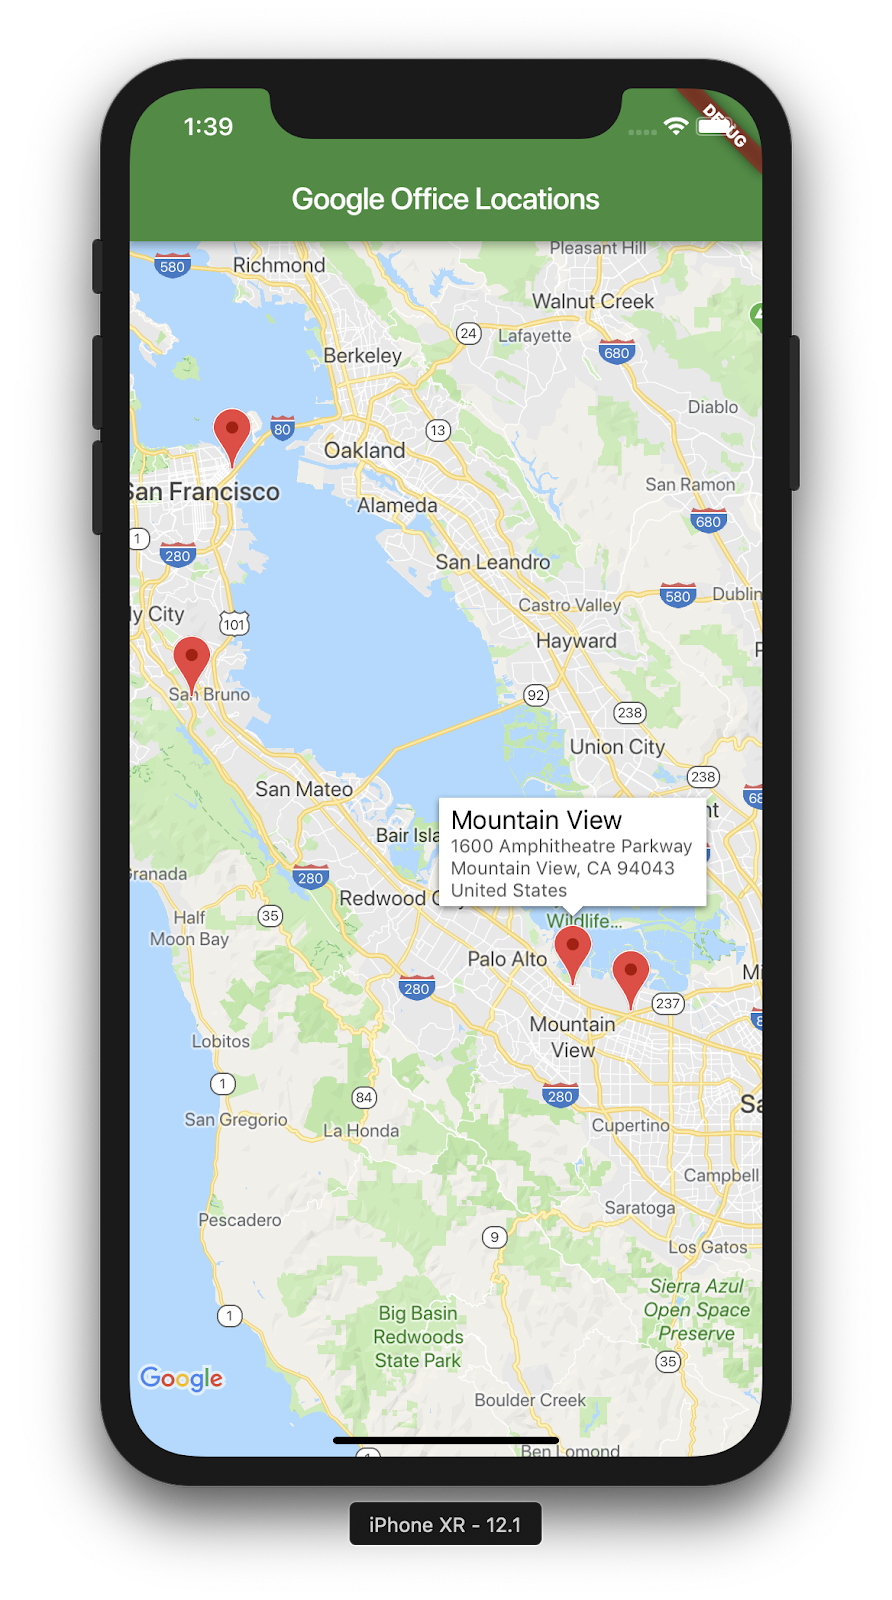 1:39
DEBUG
Google Office Locations
Pleasant Hill
580
Richmond
Walnut Creek
24
Lafayette
680
Berkeley
Diablo
80
13
Oakland
San Ramon
San Francisco
Alameda
680
1
280
San Leandro
580
Dublin
Castro Valley
ly City
101
Hayward
San Bruno
92
238
Union City
238
San Mateo
68
Mountain View
1600 Amphitheatre Parkway
Mountain View, CA 94043
United States
nt
Bair Isla
280
Granada
Redwood C
35
Half
Moon Bay
Wildlife...
Palo Alto
Mi
280
237
Mountain
View
8
Lobitos
1
84
280
Sa
San Gregorio
La Honda
Cupertino
Campbell
Saratoga
Pescadero
9
Los Gatos
Sierra Azul
Open Space
Preserve
1
Big Basin
Redwoods
State Park
35
Google
Boulder Creek
Ben Lomond
1
iPhone XR - 12.1